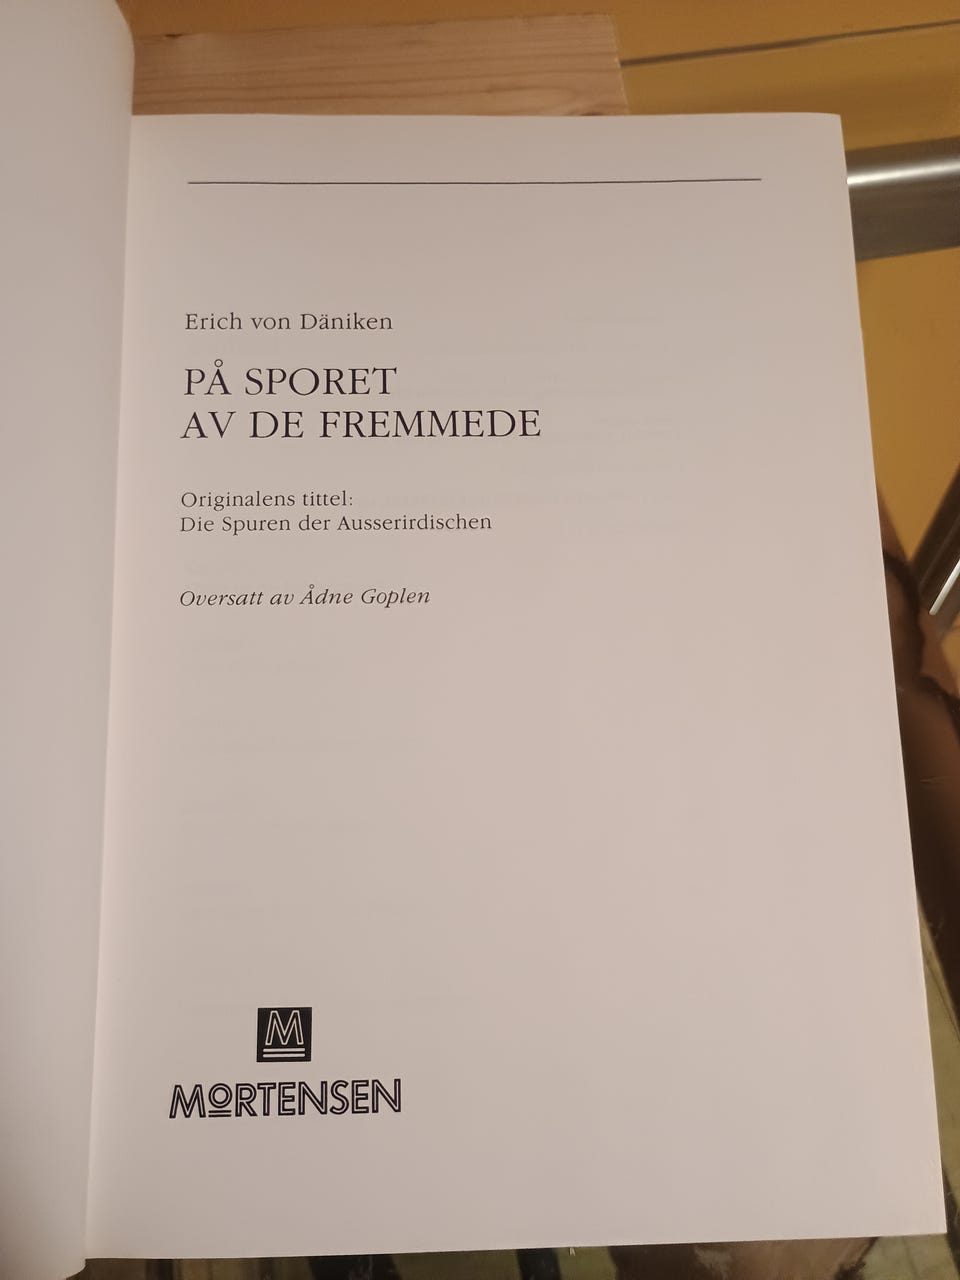 Erich von Däniken
PÅ SPORET
AV DE FREMMEDE
Originalens tittel:
Die Spuren der Ausserirdischen
Oversatt av Ådne Goplen
M
MORTENSEN